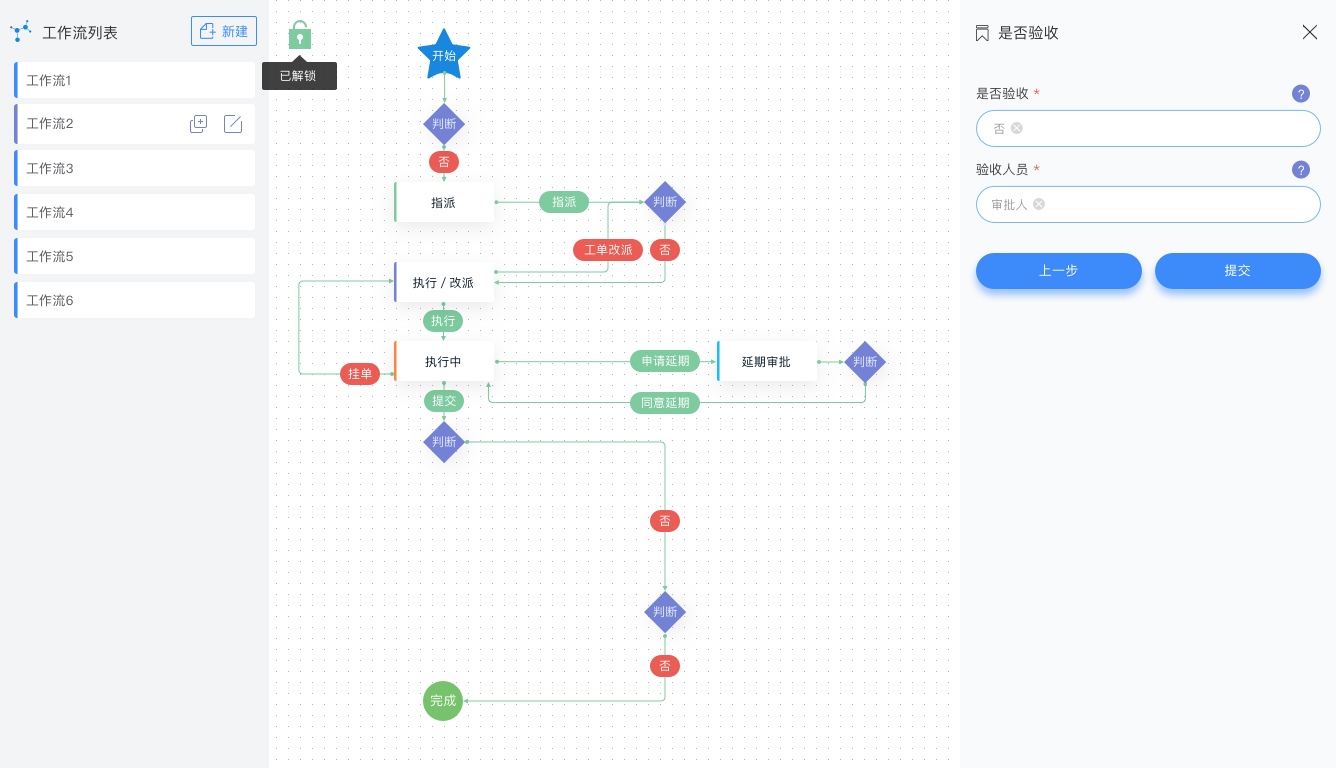 工作流列表
新建
工作流1
工作流2
工作流3
工作流4
工作流5
工作流6
已解锁
开始
判断
否
指派
指派
判断
工单改派
否
执行 / 改派
执行
执行中
申请延期
延期审批
判断
挂单
提交
同意延期
判断
否
判断
否
完成
是否验收
是否验收 *
?
否
验收人员 *
?
审批人
上一步
提交